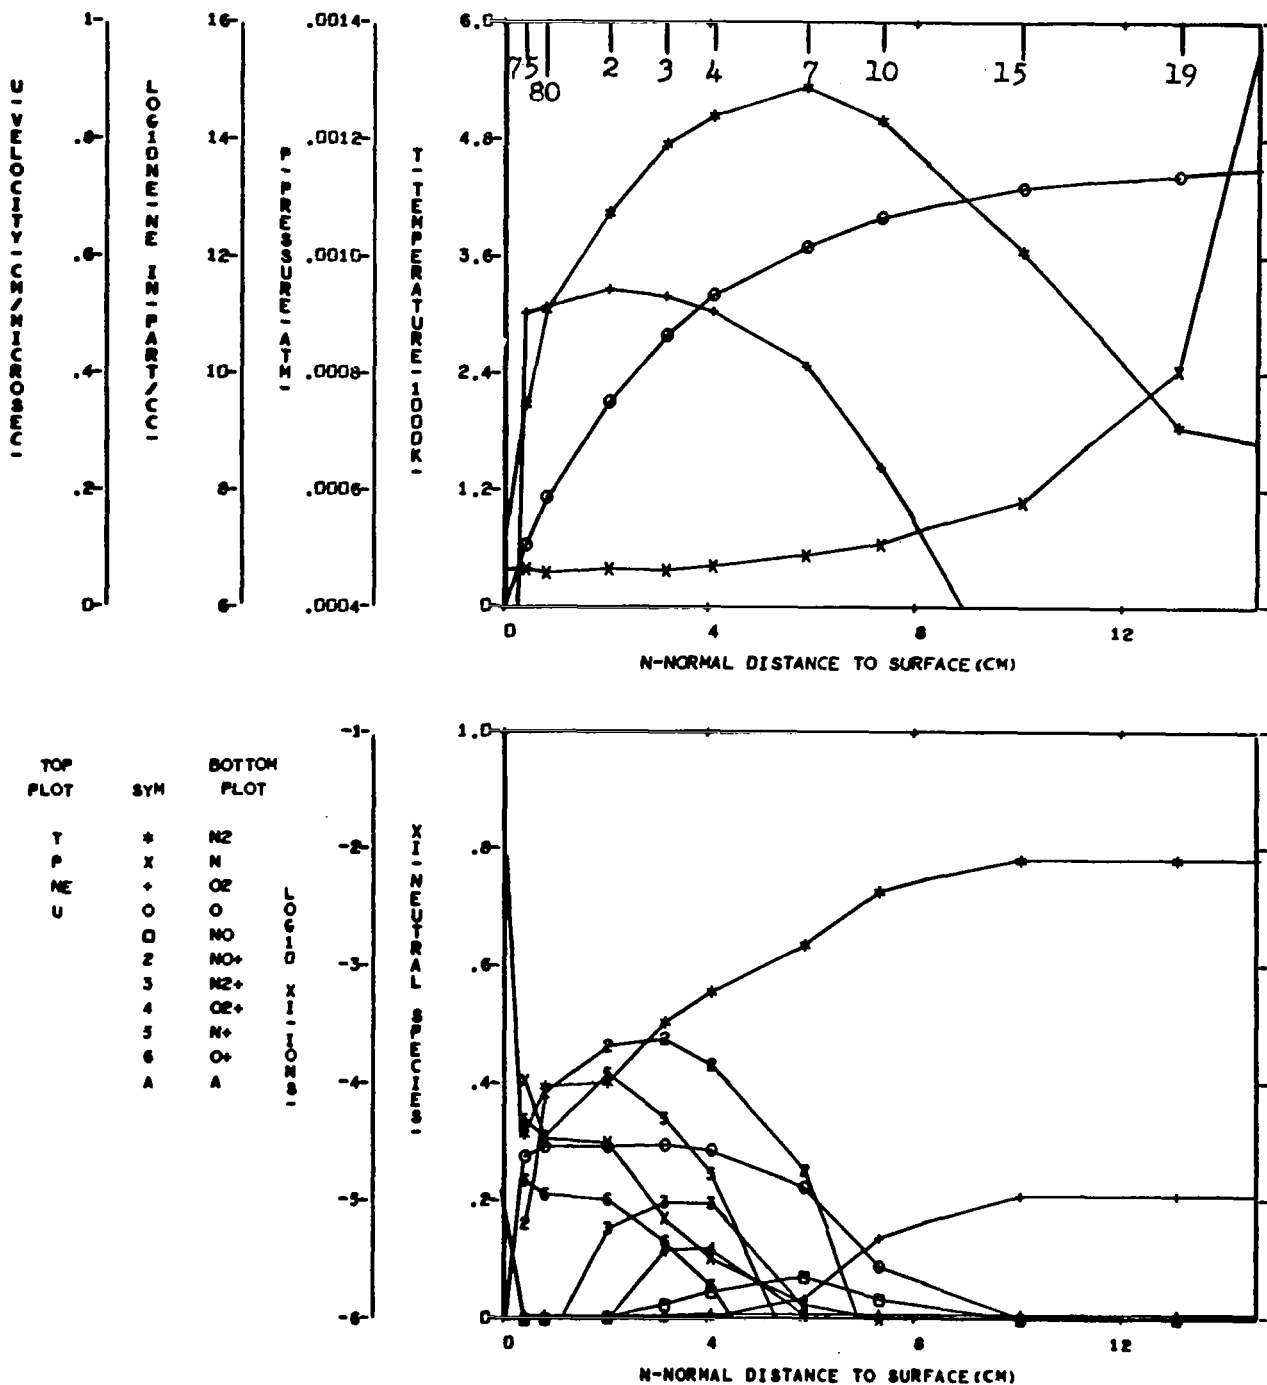 U-VELOCITY-CM/MICROSEC-
1-
.8-
.6-
.4-
.2-
0-
LOG10NE-NE IN-PART/CC-
16-
14-
12-
10-
8-
6-
P-PRESSURE-ATM-
.0014-
.0012-
.0010-
.0008-
.0006-
.0004-
T-TEMPERATURE-1000K-
6.0
4.8
3.6
2.4
1.2
0
75 80 2 3 4 7 10 15 19
0 4 8 12
N-NORMAL DISTANCE TO SURFACE(CM)
TOP BOTTOM
PLOT SYM PLOT
T * N2
P X N
NE + O2
U O O
□ NO
2 NO+
3 N2+
4 O2+
5 N+
6 O+
A A
LOG10 XI-IONS-
-1-
-2-
-3-
-4-
-5-
-6-
XI-NEUTRAL SPECIES-
1.0
.8
.6
.4
.2
0
0 4 8 12
N-NORMAL DISTANCE TO SURFACE(CM)